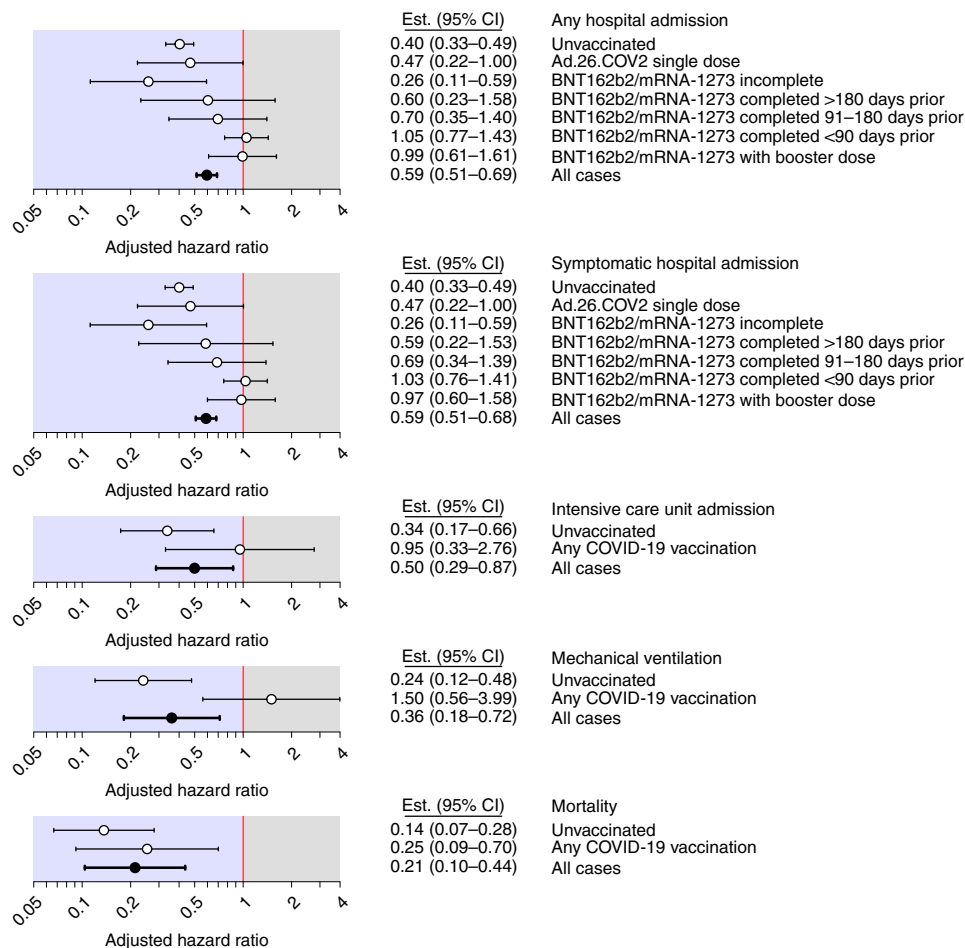 Est. (95% CI) Any hospital admission
0.40 (0.33–0.49) Unvaccinated
0.47 (0.22–1.00) Ad.26.COV2 single dose
0.26 (0.11–0.59) BNT162b2/mRNA-1273 incomplete
0.60 (0.23–1.58) BNT162b2/mRNA-1273 completed >180 days prior
0.70 (0.35–1.40) BNT162b2/mRNA-1273 completed 91–180 days prior
1.05 (0.77–1.43) BNT162b2/mRNA-1273 completed <90 days prior
0.99 (0.61–1.61) BNT162b2/mRNA-1273 with booster dose
0.59 (0.51–0.69) All cases
0.05 0.1 0.2 0.5 1 2 4
Adjusted hazard ratio
Est. (95% CI) Symptomatic hospital admission
0.40 (0.33–0.49) Unvaccinated
0.47 (0.22–1.00) Ad.26.COV2 single dose
0.26 (0.11–0.59) BNT162b2/mRNA-1273 incomplete
0.59 (0.22–1.53) BNT162b2/mRNA-1273 completed >180 days prior
0.69 (0.34–1.39) BNT162b2/mRNA-1273 completed 91–180 days prior
1.03 (0.76–1.41) BNT162b2/mRNA-1273 completed <90 days prior
0.97 (0.60–1.58) BNT162b2/mRNA-1273 with booster dose
0.59 (0.51–0.68) All cases
0.05 0.1 0.2 0.5 1 2 4
Adjusted hazard ratio
Est. (95% CI) Intensive care unit admission
0.34 (0.17–0.66) Unvaccinated
0.95 (0.33–2.76) Any COVID-19 vaccination
0.50 (0.29–0.87) All cases
0.05 0.1 0.2 0.5 1 2 4
Adjusted hazard ratio
Est. (95% CI) Mechanical ventilation
0.24 (0.12–0.48) Unvaccinated
1.50 (0.56–3.99) Any COVID-19 vaccination
0.36 (0.18–0.72) All cases
0.05 0.1 0.2 0.5 1 2 4
Adjusted hazard ratio
Est. (95% CI) Mortality
0.14 (0.07–0.28) Unvaccinated
0.25 (0.09–0.70) Any COVID-19 vaccination
0.21 (0.10–0.44) All cases
0.05 0.1 0.2 0.5 1 2 4
Adjusted hazard ratio